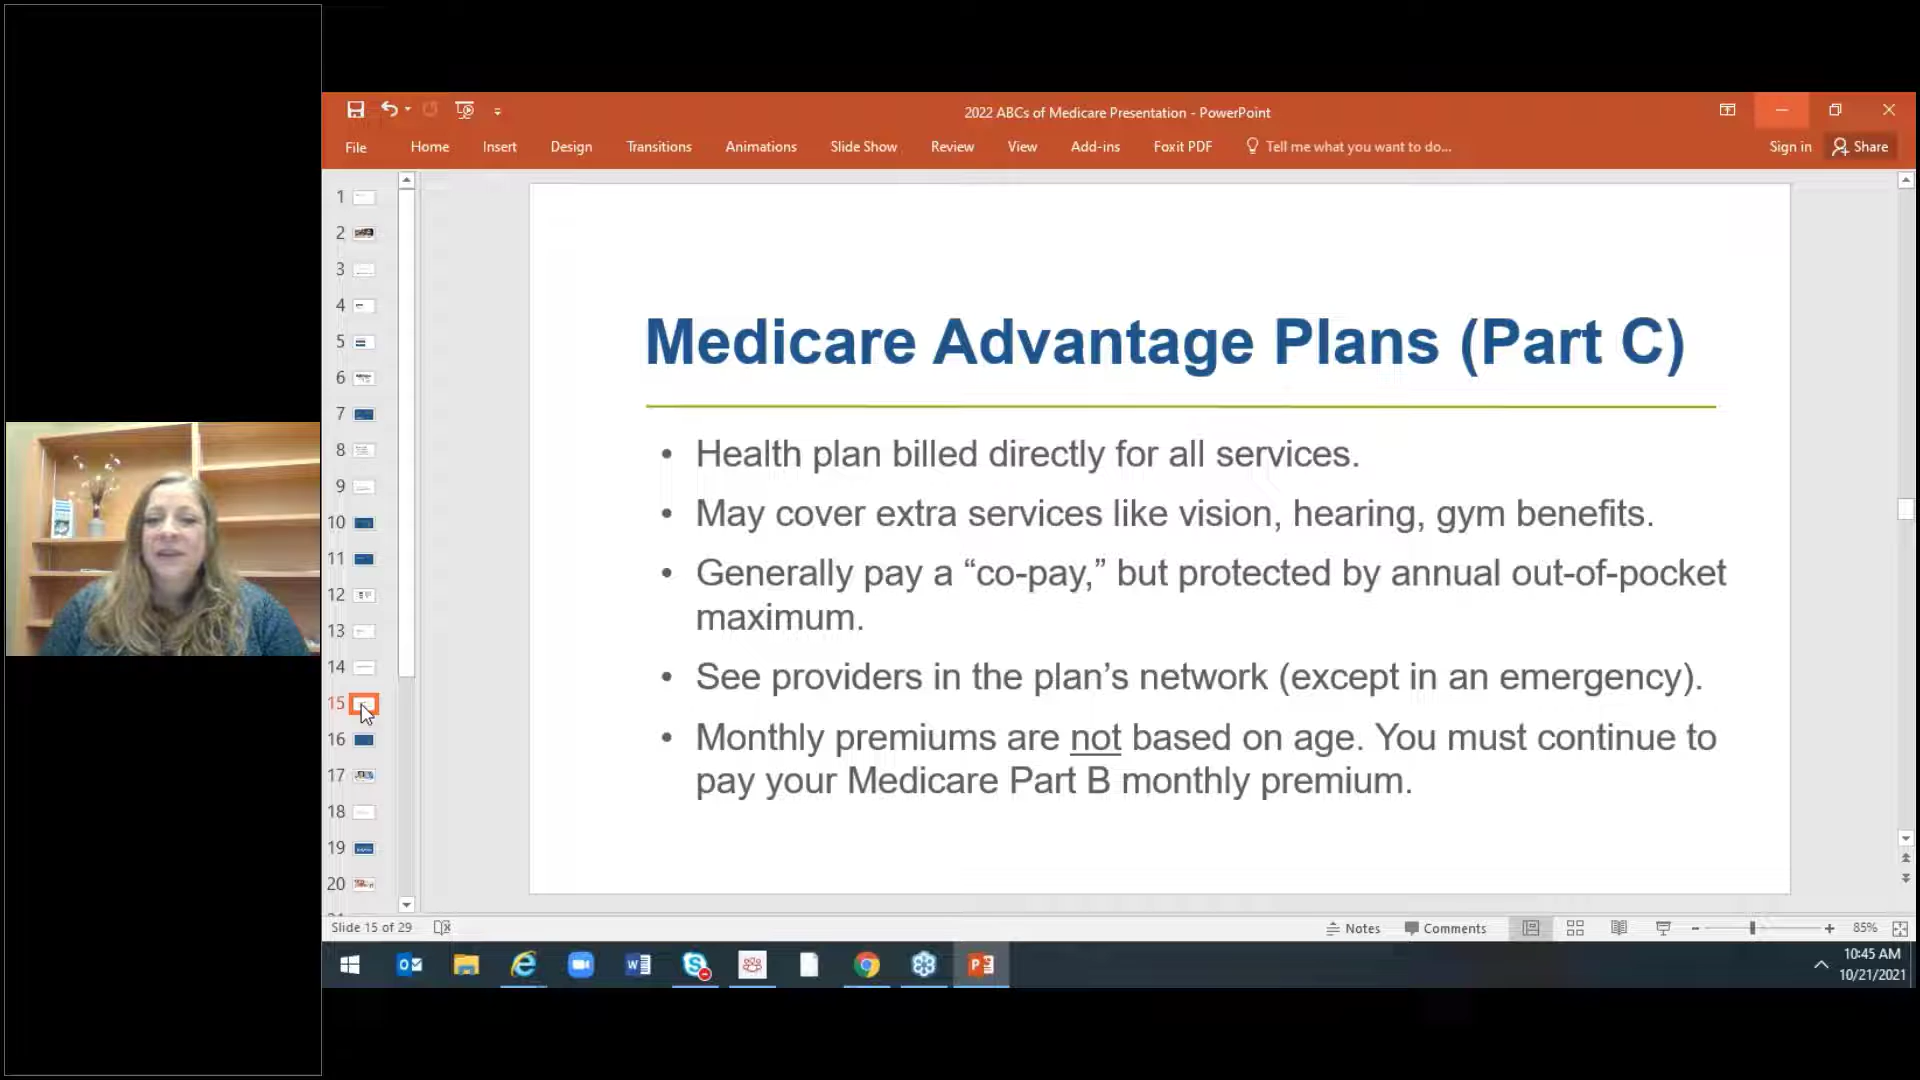 2022 ABCs of Medicare Presentation - PowerPoint
File Home Insert Design Transitions Animations Slide Show Review View Add-ins Foxit PDF Tell me what you want to do... Sign in Share
1
2
3
4
5
6
7
8
9
10
11
12
13
14
15
16
17
18
19
20
Medicare Advantage Plans (Part C)
• Health plan billed directly for all services.
• May cover extra services like vision, hearing, gym benefits.
• Generally pay a “co-pay,” but protected by annual out-of-pocket
maximum.
• See providers in the plan’s network (except in an emergency).
• Monthly premiums are not based on age. You must continue to
pay your Medicare Part B monthly premium.
Slide 15 of 29 Notes Comments 85%
10:45 AM
10/21/2021